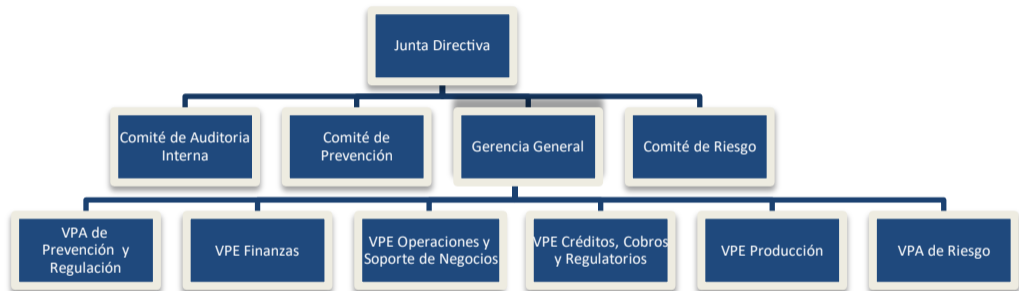 Junta Directiva
Comité de Auditoria
Interna
Comité de
Prevención
Gerencia General
Comité de Riesgo
VPA de
Prevención y
Regulación
VPE Finanzas
VPE Operaciones y
Soporte de Negocios
VPE Créditos, Cobros
y Regulatorios
VPE Producción
VPA de Riesgo